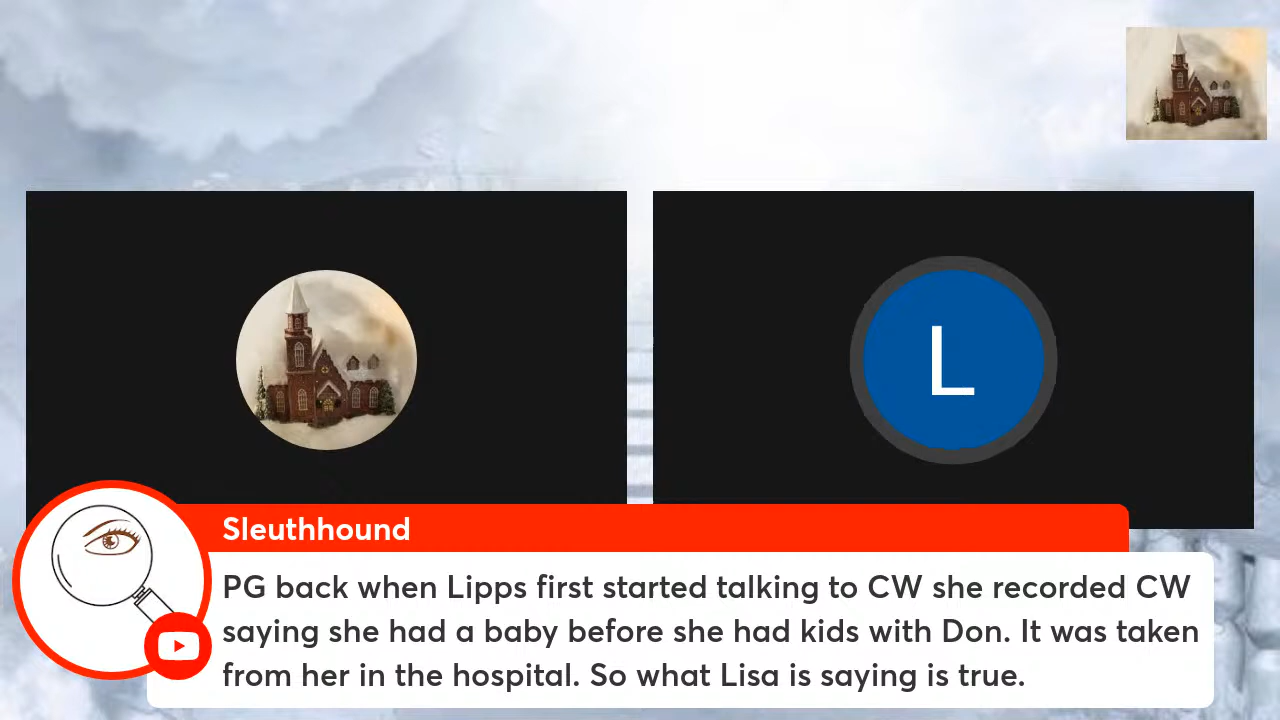 L
Sleuthhound
PG back when Lipps first started talking to CW she recorded CW
saying she had a baby before she had kids with Don. It was taken
from her in the hospital. So what Lisa is saying is true.